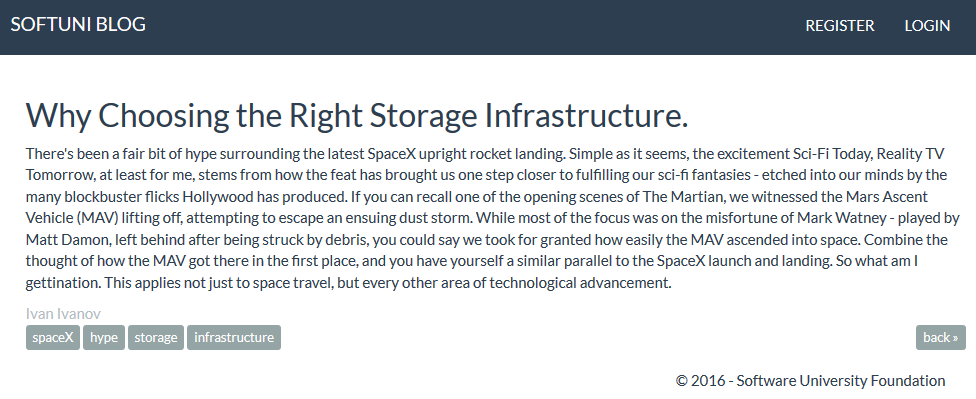 SOFTUNI BLOG REGISTER LOGIN
Why Choosing the Right Storage Infrastructure.
There's been a fair bit of hype surrounding the latest SpaceX upright rocket landing. Simple as it seems, the excitement Sci-Fi Today, Reality TV
Tomorrow, at least for me, stems from how the feat has brought us one step closer to fulfilling our sci-fi fantasies - etched into our minds by the
many blockbuster flicks Hollywood has produced. If you can recall one of the opening scenes of The Martian, we witnessed the Mars Ascent
Vehicle (MAV) lifting off, attempting to escape an ensuing dust storm. While most of the focus was on the misfortune of Mark Watney - played by
Matt Damon, left behind after being struck by debris, you could say we took for granted how easily the MAV ascended into space. Combine the
thought of how the MAV got there in the first place, and you have yourself a similar parallel to the SpaceX launch and landing. So what am I
gettination. This applies not just to space travel, but every other area of technological advancement.
Ivan Ivanov
spaceX hype storage infrastructure back »
© 2016 - Software University Foundation